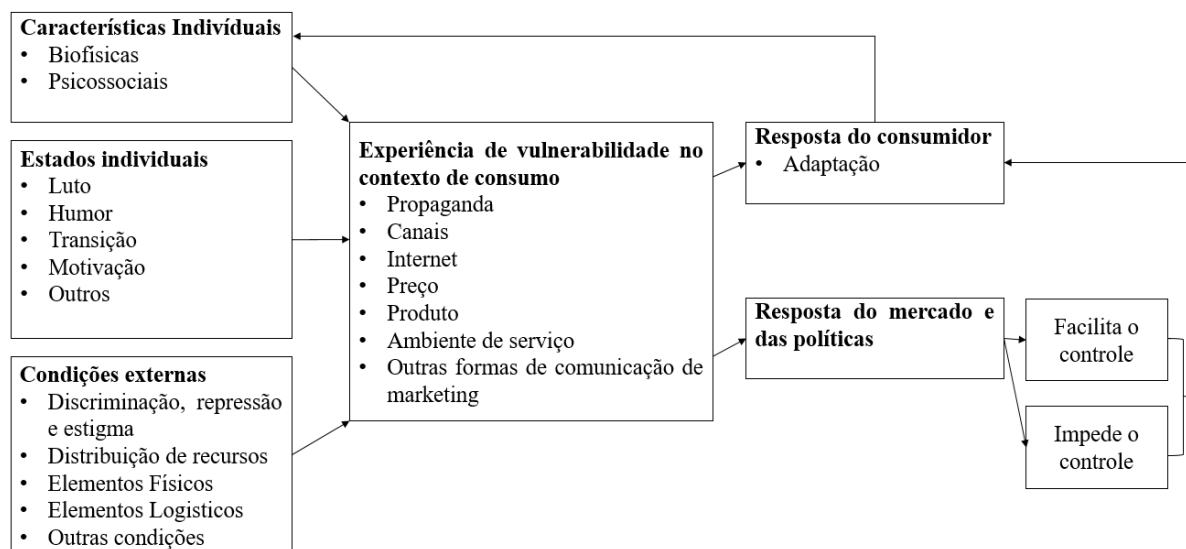 Características Indivíduais
• Biofísicas
• Psicossociais
Estados individuais
• Luto
• Humor
• Transição
• Motivação
• Outros
Condições externas
• Discriminação, repressão
e estigma
• Distribuição de recursos
• Elementos Físicos
• Elementos Logisticos
• Outras condições
Experiência de vulnerabilidade no
contexto de consumo
• Propaganda
• Canais
• Internet
• Preço
• Produto
• Ambiente de serviço
• Outras formas de comunicação de
marketing
Resposta do consumidor
• Adaptação
Resposta do mercado e
das políticas
Facilita o
controle
Impede o
controle